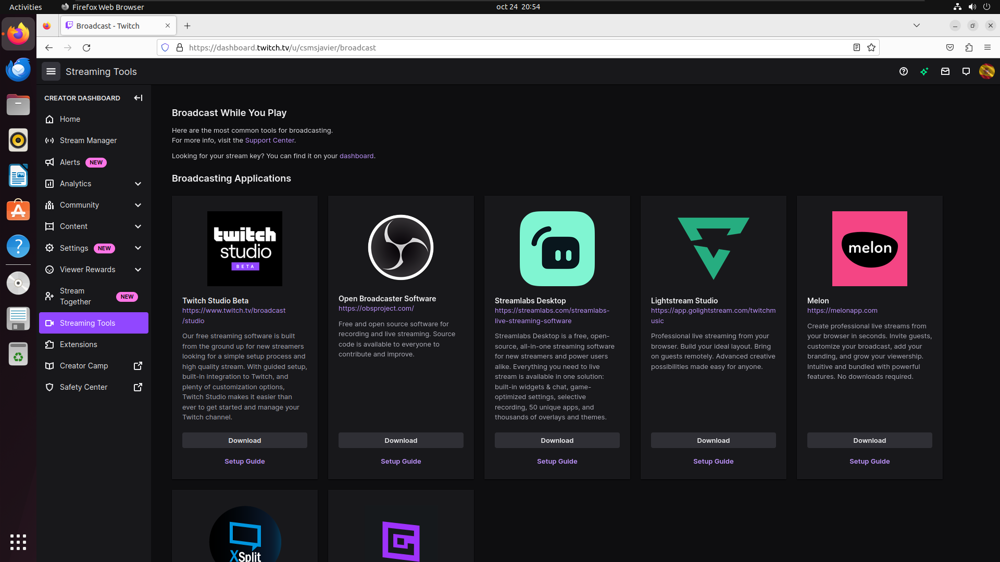 Activities
Firefox Web Browser
oct 24 20:54
Broadcast - Twitch
https://dashboard.twitch.tv/u/csmsjavier/broadcast
Streaming Tools
CREATOR DASHBOARD
Home
Stream Manager
Alerts NEW
Analytics
Community
Content
Settings NEW
Viewer Rewards
Stream
Together NEW
Streaming Tools
Extensions
Creator Camp
Safety Center
Broadcast While You Play
Here are the most common tools for broadcasting.
For more info, visit the Support Center.
Looking for your stream key? You can find it on your dashboard.
Broadcasting Applications
twitch
studio
BETA
Twitch Studio Beta
https://www.twitch.tv/broadcast
/studio
Our free streaming software is built
from the ground up for new streamers
looking for a simple setup process and
high quality stream. With guided setup,
built-in integration to Twitch, and
plenty of customization options,
Twitch Studio makes it easier than
ever to get started and manage your
Twitch channel.
Download
Setup Guide
Open Broadcaster Software
https://obsproject.com/
Free and open source software for
recording and live streaming. Source
code is available to everyone to
contribute and improve.
Download
Setup Guide
Streamlabs Desktop
https://streamlabs.com/streamlabs-
live-streaming-software
Streamlabs Desktop is a free, open-
source, all-in-one streaming software
for new streamers and power users
alike. Everything you need to live
stream is available in one solution:
built-in widgets & chat, game-
optimized settings, selective
recording, 50 unique apps, and
thousands of overlays and themes.
Download
Setup Guide
Lightstream Studio
https://app.golightstream.com/twitchm
usic
Professional live streaming from your
browser. Build your ideal layout. Bring
on guests remotely. Advanced creative
possibilities made easy for anyone.
Download
Setup Guide
melon
Melon
https://melonapp.com
Create professional live streams from
your browser in seconds. Invite guests,
customize your broadcast, add your
branding, and grow your viewership.
Intuitive and bundled with powerful
features. No downloads required.
Download
Setup Guide
XSplit